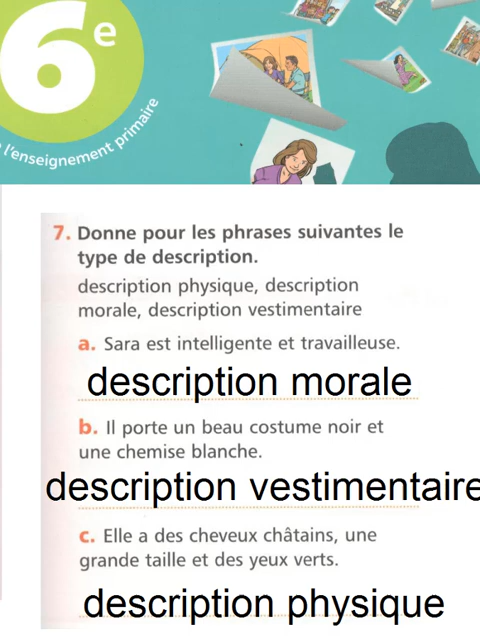 6e
l'enseignement primaire
7. Donne pour les phrases suivantes le
type de description.
description physique, description
morale, description vestimentaire
a. Sara est intelligente et travailleuse.
description morale
b. Il porte un beau costume noir et
une chemise blanche.
description vestimentaire
c. Elle a des cheveux châtains, une
grande taille et des yeux verts.
description physique